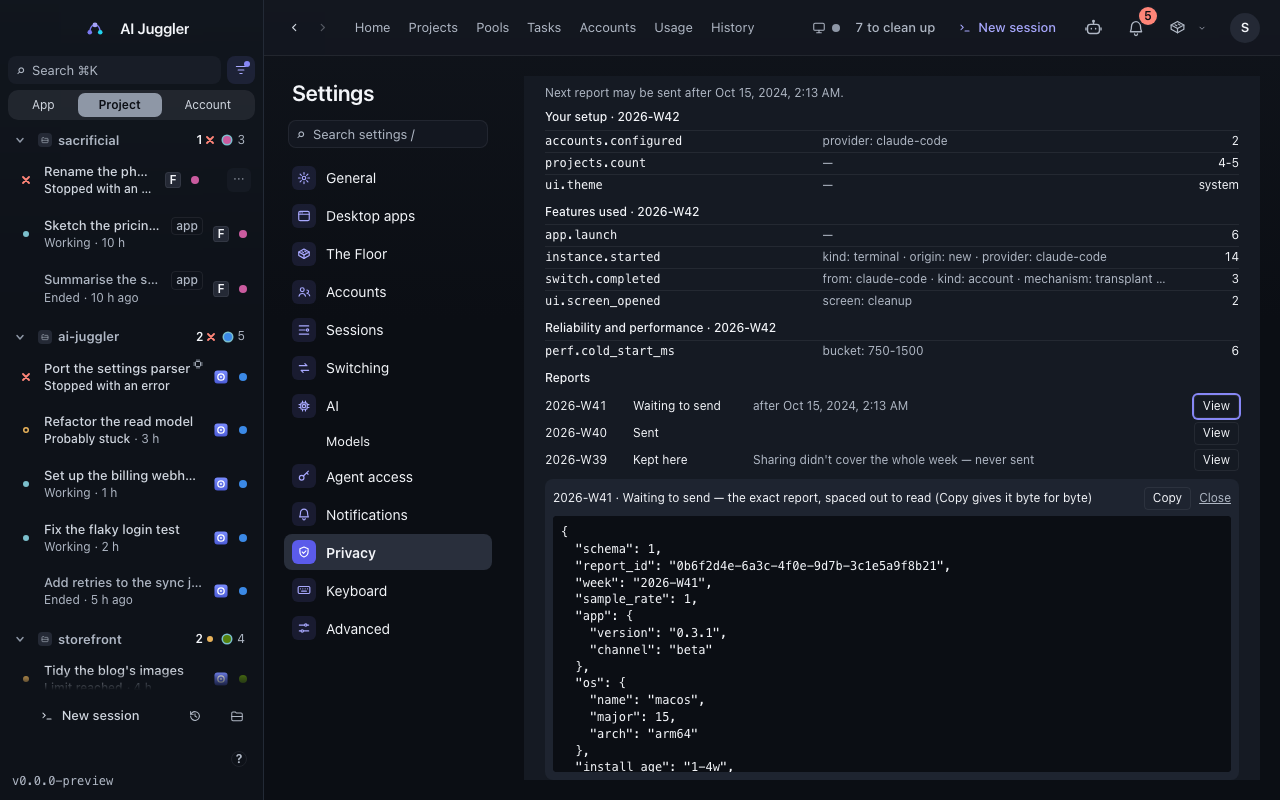 AI Juggler
Search ⌘K
App Project Account
sacrificial 1 3
Rename the ph... F
Stopped with an ...
Sketch the pricin... app F
Working · 10 h
Summarise the s... app F
Ended · 10 h ago
ai-juggler 2 5
Port the settings parser
Stopped with an error
Refactor the read model
Probably stuck · 3 h
Set up the billing webh...
Working · 1 h
Fix the flaky login test
Working · 2 h
Add retries to the sync j...
Ended · 5 h ago
storefront 2 4
Tidy the blog's images
Limit reached · 4 h
New session
?
v0.0.0-preview
Home Projects Pools Tasks Accounts Usage History 7 to clean up New session 5 S
Settings
Search settings /
General
Desktop apps
The Floor
Accounts
Sessions
Switching
AI
Models
Agent access
Notifications
Privacy
Keyboard
Advanced
Next report may be sent after Oct 15, 2024, 2:13 AM.
Your setup · 2026-W42
accounts.configured provider: claude-code 2
projects.count — 4-5
ui.theme — system
Features used · 2026-W42
app.launch — 6
instance.started kind: terminal · origin: new · provider: claude-code 14
switch.completed from: claude-code · kind: account · mechanism: transplant ... 3
ui.screen_opened screen: cleanup 2
Reliability and performance · 2026-W42
perf.cold_start_ms bucket: 750-1500 6
Reports
2026-W41 Waiting to send after Oct 15, 2024, 2:13 AM View
2026-W40 Sent View
2026-W39 Kept here Sharing didn't cover the whole week — never sent View
2026-W41 · Waiting to send — the exact report, spaced out to read (Copy gives it byte for byte) Copy Close
{
"schema": 1,
"report_id": "0b6f2d4e-6a3c-4f0e-9d7b-3c1e5a9f8b21",
"week": "2026-W41",
"sample_rate": 1,
"app": {
"version": "0.3.1",
"channel": "beta"
},
"os": {
"name": "macos",
"major": 15,
"arch": "arm64"
},
"install_age": "1-4w",